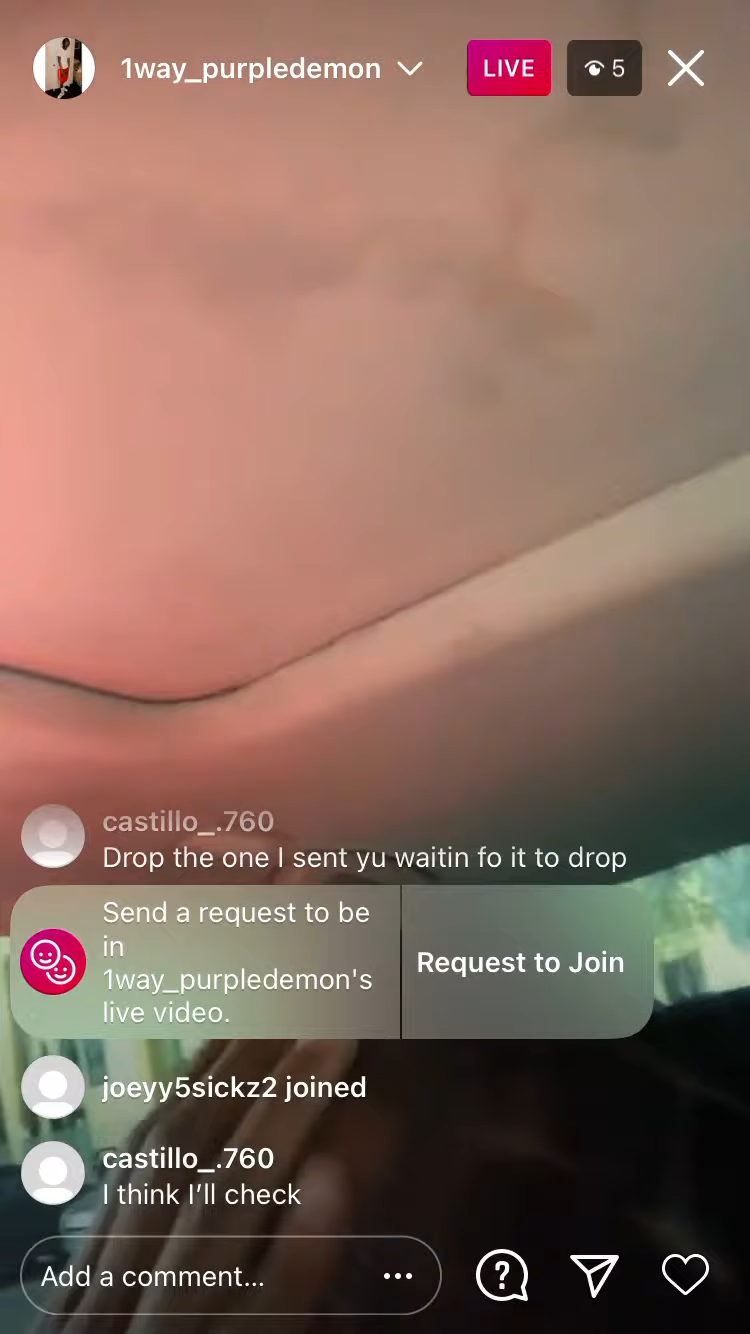 1way_purpledemon
LIVE
5
castillo_.760
Drop the one I sent yu waitin fo it to drop
Send a request to be
in
1way_purpledemon's
live video.
Request to Join
joeyy5sickz2 joined
castillo_.760
I think I’ll check
Add a comment...